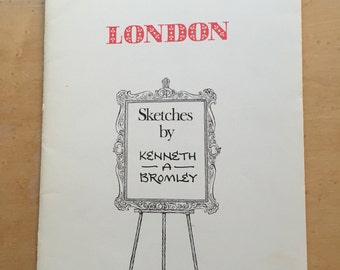 LONDON
Sketches
by
KENNETH
A
BROMLEY